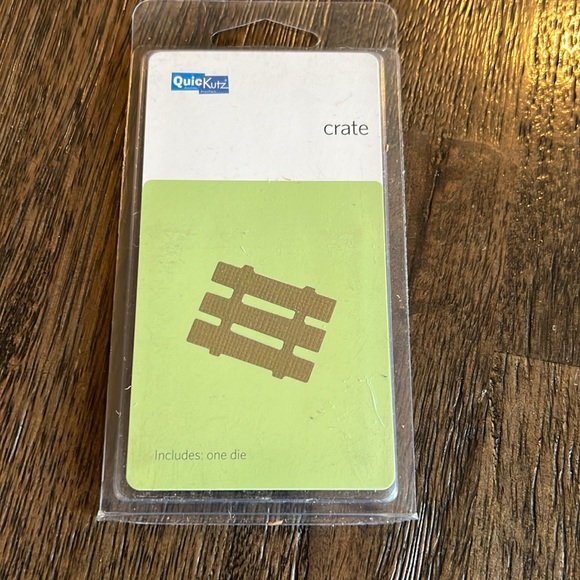 QuicKutz
crate
Includes: one die